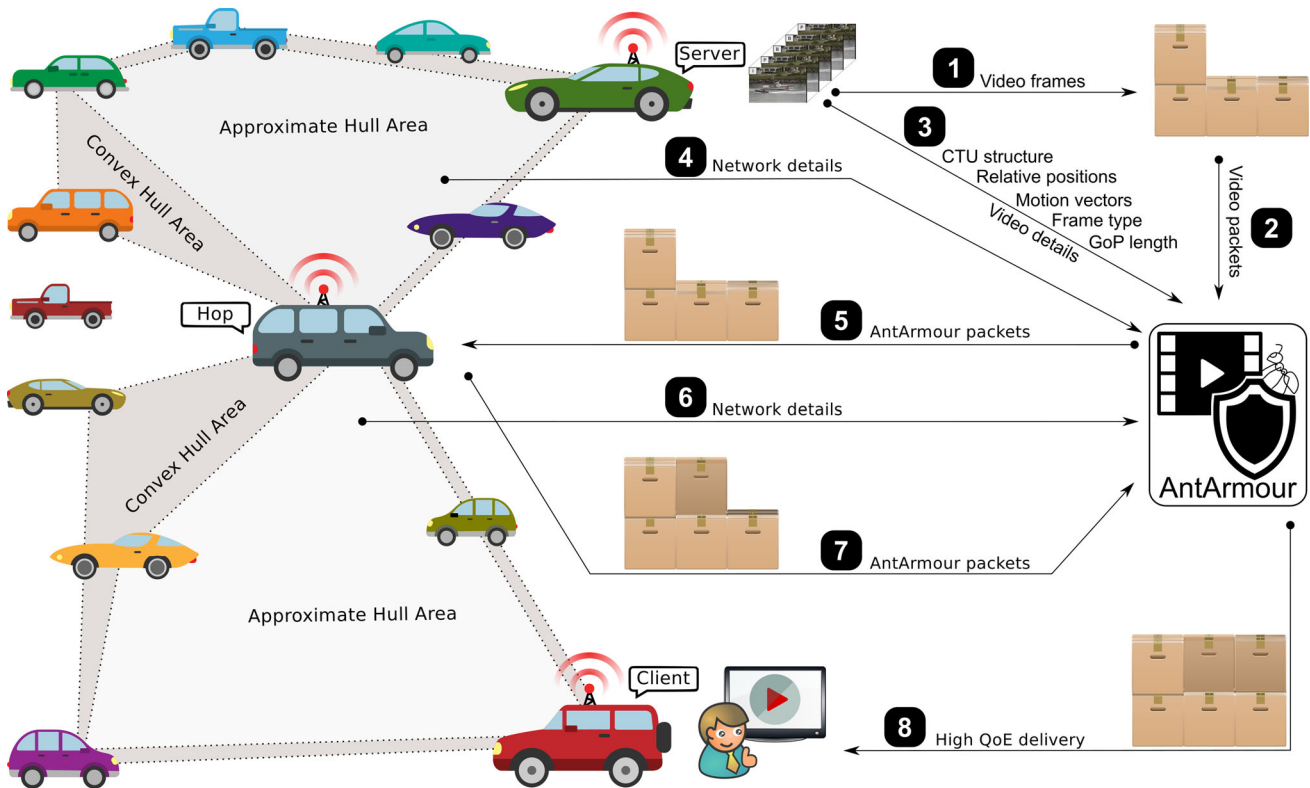 Server
1
Video frames
Approximate Hull Area
3
4
Network details
CTU structure
Relative positions
Motion vectors
Frame type
GoP length
Video details
2
Video packets
Convex Hull Area
Hop
5
AntArmour packets
6
Network details
Convex Hull Area
AntArmour
7
AntArmour packets
Approximate Hull Area
Client
8
High QoE delivery